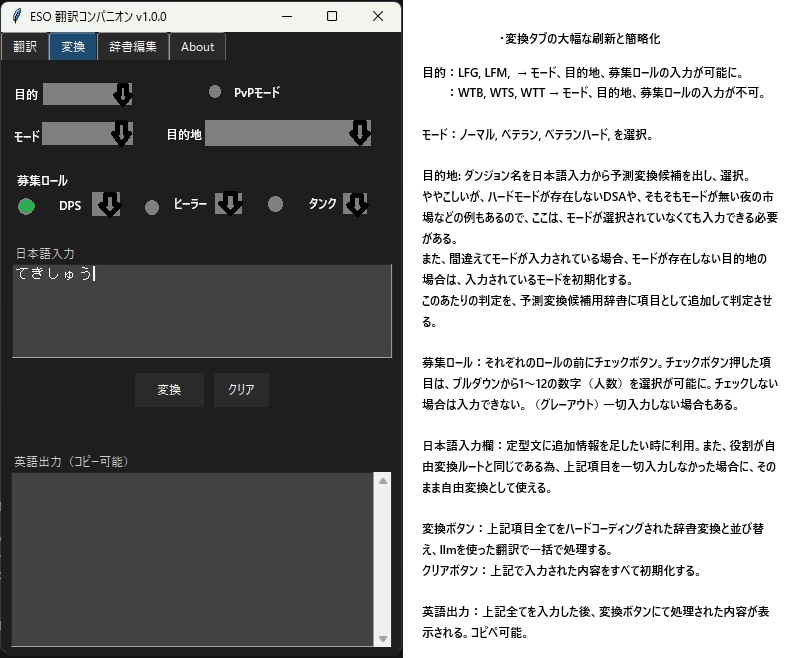 ESO 翻訳コンパニオン v1.0.0
翻訳 変換 辞書編集 About
目的 PvPモード
モード 目的地
募集ロール
DPS ヒーラー タンク
日本語入力
てきしゅう
変換 クリア
英語出力（コピー可能）
・変換タブの大幅な刷新と簡略化
目的：LFG, LFM, → モード、目的地、募集ロールの入力が可能に。
：WTB, WTS, WTT → モード、目的地、募集ロールの入力が不可。
モード：ノーマル, ベテラン, ベテランハード, を選択。
目的地: ダンジョン名を日本語入力から予測変換候補を出し、選択。
ややこしいが、ハードモードが存在しないDSAや、そもそもモードが無い夜の市
場などの例もあるので、ここは、モードが選択されていなくても入力できる必要
がある。
また、間違えてモードが入力されている場合、モードが存在しない目的地の
場合は、入力されているモードを初期化する。
このあたりの判定を、予測変換候補用辞書に項目として追加して判定させ
る。
募集ロール：それぞれのロールの前にチェックボタン。チェックボタン押した項
目は、プルダウンから1～12の数字（人数）を選択が可能に。チェックしない
場合は入力できない。（グレーアウト）一切入力しない場合もある。
日本語入力欄：定型文に追加情報を足したい時に利用。また、役割が自
由変換ルートと同じである為、上記項目を一切入力しなかった場合に、その
まま自由変換として使える。
変換ボタン：上記項目全てをハードコーディングされた辞書変換と並び替
え、llmを使った翻訳で一括で処理する。
クリアボタン：上記で入力された内容をすべて初期化する。
英語出力：上記全てを入力した後、変換ボタンにて処理された内容が表
示される。コピペ可能。